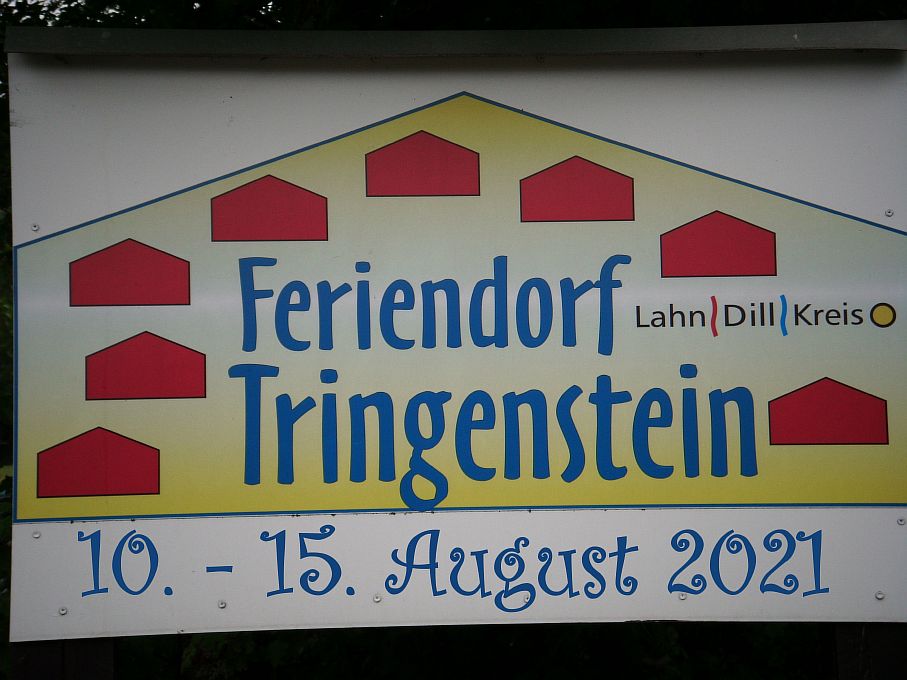 Feriendorf
Lahn Dill Kreis
Tringenstein
10. - 15. August 2021